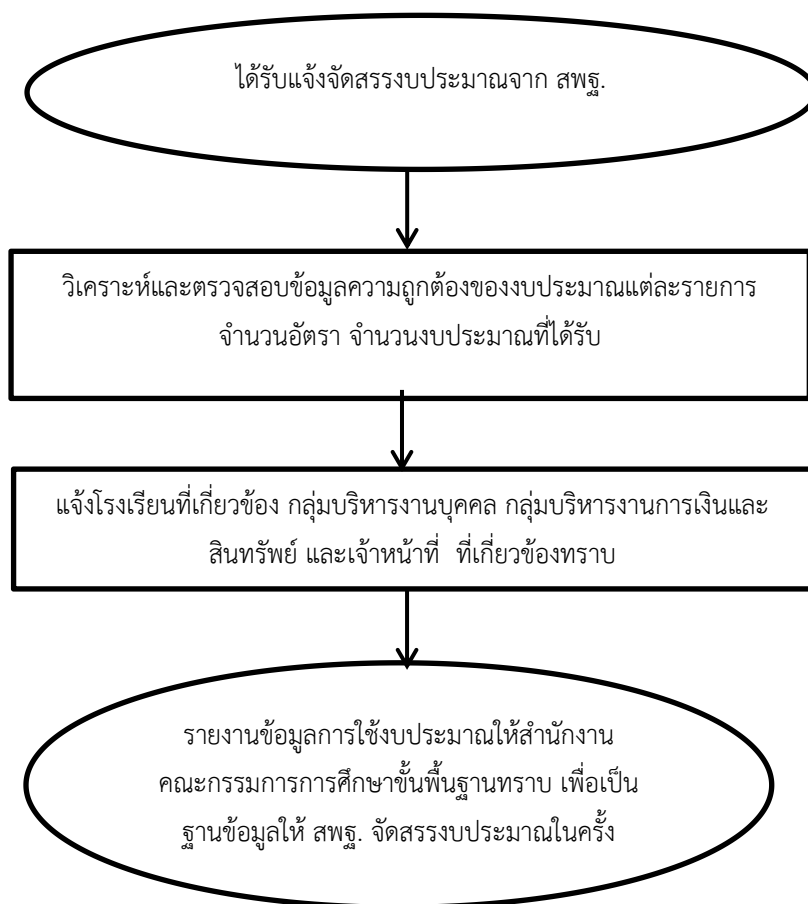 ได้รับแจ้งจัดสรรงบประมาณจาก สพฐ.
วิเคราะห์และตรวจสอบข้อมูลความถูกต้องของงบประมาณแต่ละรายการ
จำนวนอัตรา จำนวนงบประมาณที่ได้รับ
แจ้งโรงเรียนที่เกี่ยวข้อง กลุ่มบริหารงานบุคคล กลุ่มบริหารงานการเงินและ
สินทรัพย์ และเจ้าหน้าที่ ที่เกี่ยวข้องทราบ
รายงานข้อมูลการใช้งบประมาณให้สำนักงาน
คณะกรรมการการศึกษาขั้นพื้นฐานทราบ เพื่อเป็น
ฐานข้อมูลให้ สพฐ. จัดสรรงบประมาณในครั้ง